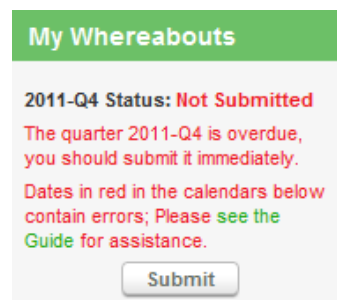 My Whereabouts
2011-Q4 Status: Not Submitted
The quarter 2011-Q4 is overdue,
you should submit it immediately.
Dates in red in the calendars below
contain errors; Please see the
Guide for assistance.
Submit